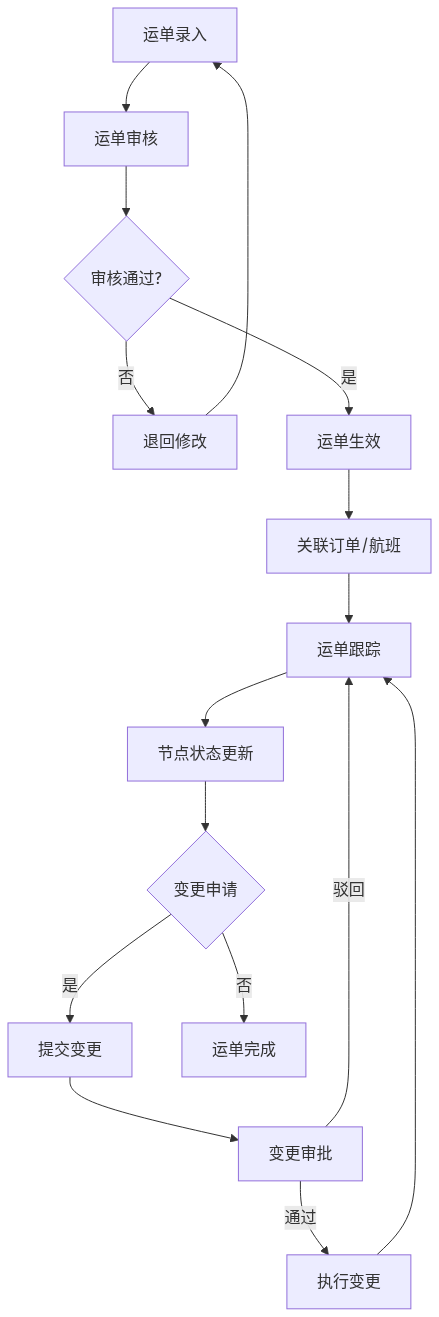 运单录入
运单审核
审核通过?
否
是
退回修改
运单生效
关联订单/航班
运单跟踪
节点状态更新
变更申请
驳回
是
否
提交变更
运单完成
变更审批
通过
执行变更